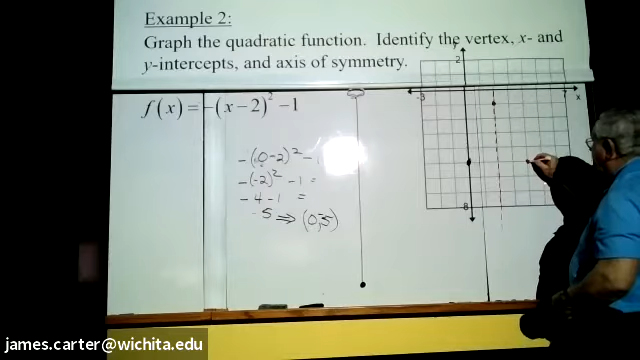 Example 2:
Graph the quadratic function. Identify the vertex, x- and
y-intercepts, and axis of symmetry.
f(x) = -(x-2)² -1
-(0-2)² - 1
-(-2)² - 1 =
-4-1 =
-5 ⇒ (0,-5)
y
2
-3
7
x
8
james.carter@wichita.edu